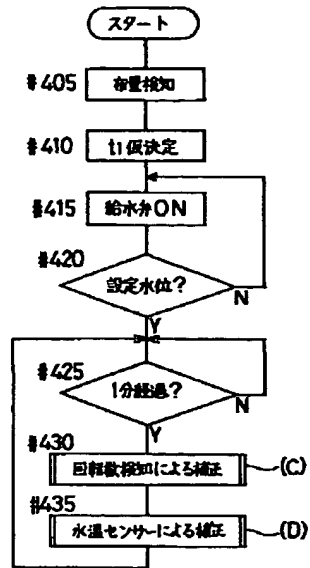 スタート
#405
布量検知
#410
t1仮決定
#415
給水弁ON
#420
設定水位?
N
Y
#425
1分経過?
N
Y
#430
回転数検知による補正
(C)
#435
水温センサーによる補正
(D)